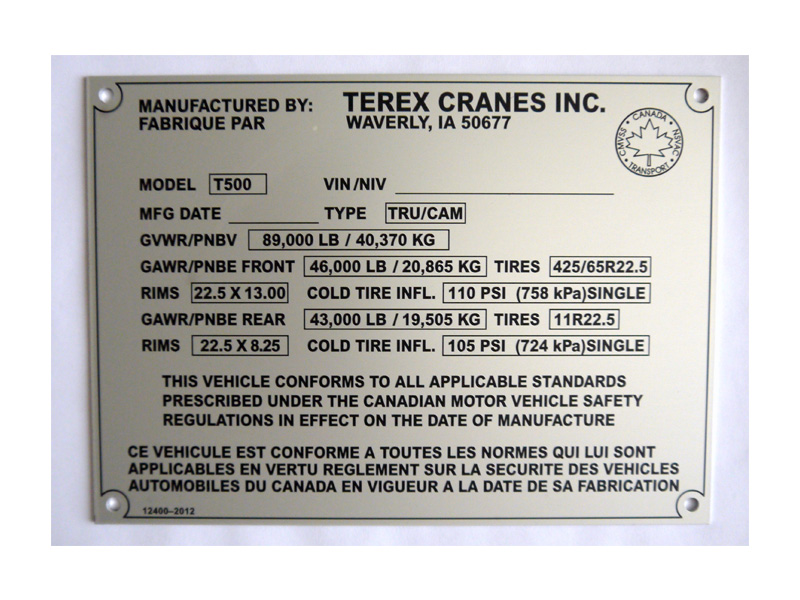 MANUFACTURED BY: TEREX CRANES INC.
FABRIQUE PAR WAVERLY, IA 50677
CANADA
CMVSS NSVAC
TRANSPORT
MODEL T500 VIN/NIV
MFG DATE TYPE TRU/CAM
GVWR/PNBV 89,000 LB / 40,370 KG
GAWR/PNBE FRONT 46,000 LB / 20,865 KG TIRES 425/65R22.5
RIMS 22.5 X 13.00 COLD TIRE INFL. 110 PSI (758 kPa)SINGLE
GAWR/PNBE REAR 43,000 LB / 19,505 KG TIRES 11R22.5
RIMS 22.5 X 8.25 COLD TIRE INFL. 105 PSI (724 kPa)SINGLE
THIS VEHICLE CONFORMS TO ALL APPLICABLE STANDARDS
PRESCRIBED UNDER THE CANADIAN MOTOR VEHICLE SAFETY
REGULATIONS IN EFFECT ON THE DATE OF MANUFACTURE
CE VEHICULE EST CONFORME A TOUTES LES NORMES QUI LUI SONT
APPLICABLES EN VERTU REGLEMENT SUR LA SECURITE DES VEHICLES
AUTOMOBILES DU CANADA EN VIGUEUR A LA DATE DE SA FABRICATION
12400–2012